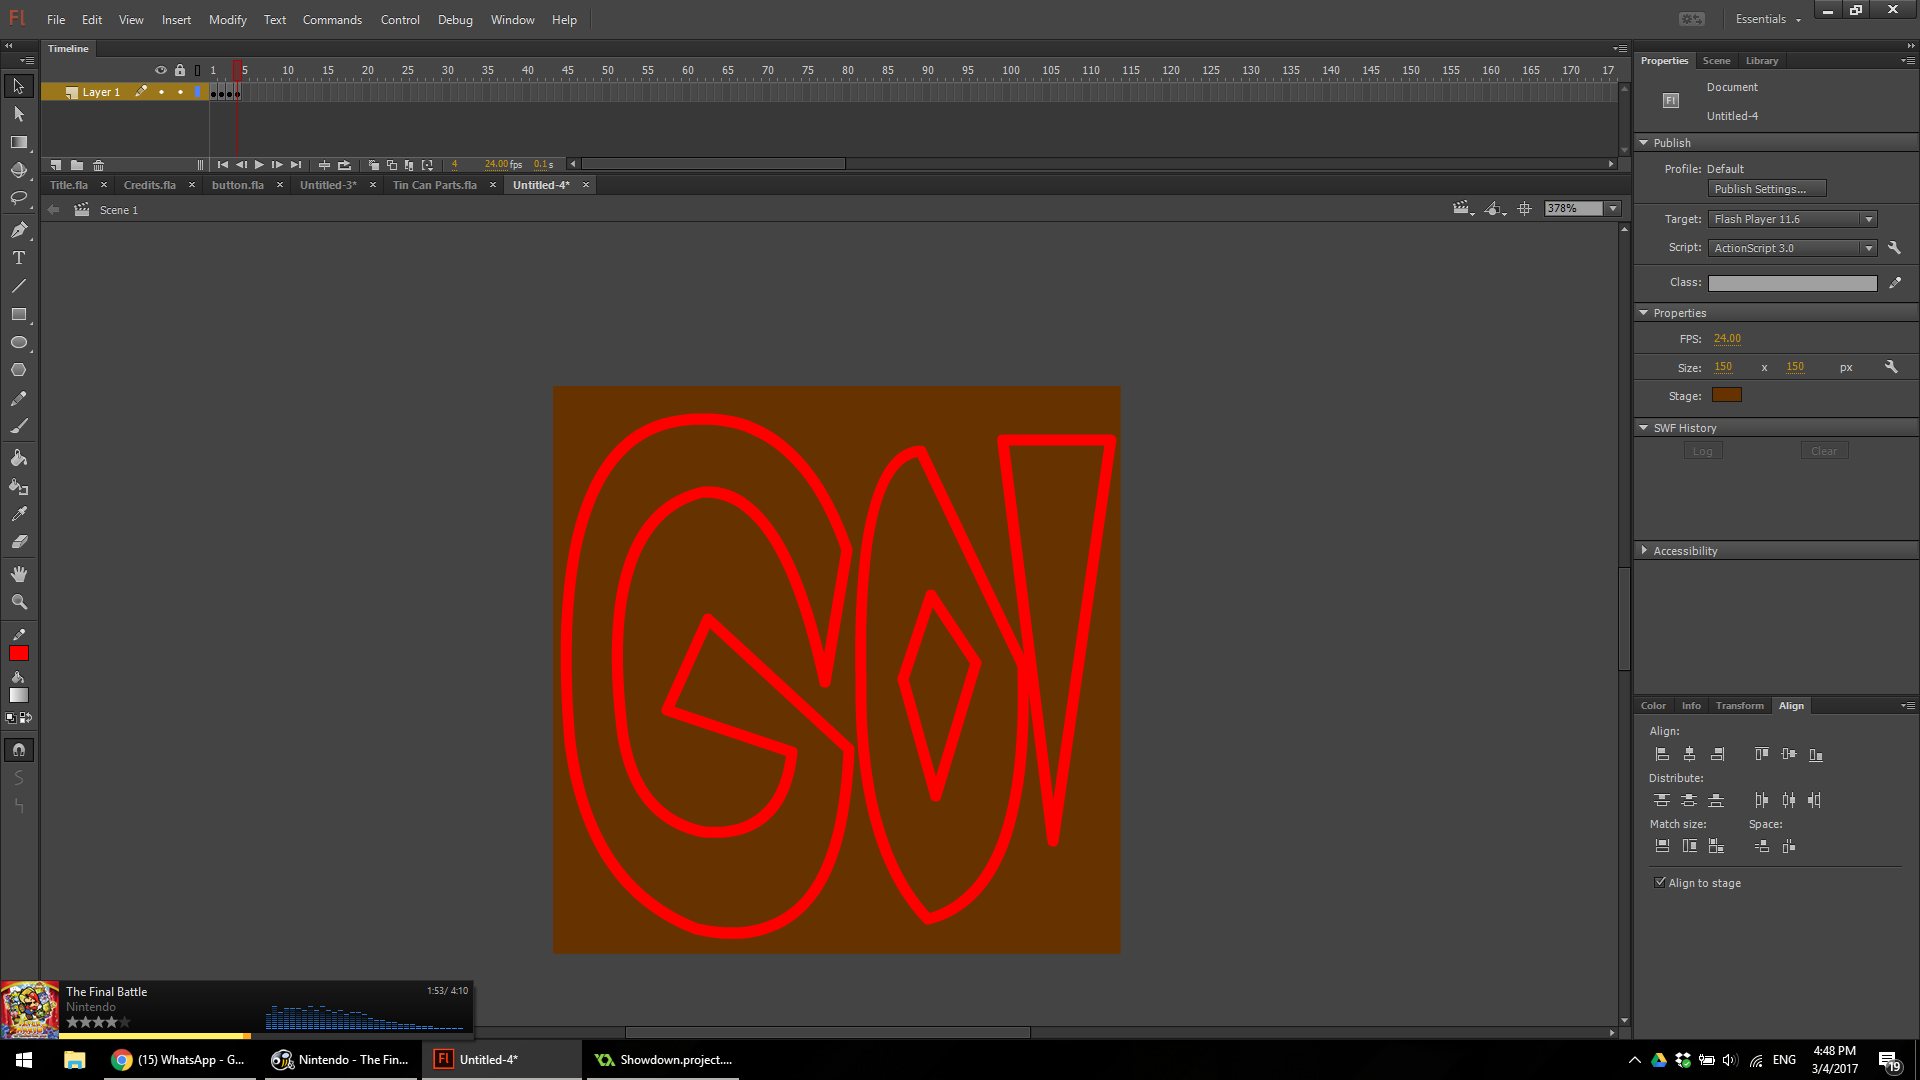 Fl File Edit View Insert Modify Text Commands Control Debug Window Help Essentials
Timeline
1 5 10 15 20 25 30 35 40 45 50 55 60 65 70 75 80 85 90 95 100 105 110 115 120 125 130 135 140 145 150 155 160 165 170 17
Layer 1
4 24.00 fps 0.1 s
Title.fla Credits.fla button.fla Untitled-3* Tin Can Parts.fla Untitled-4*
Scene 1 378%
T
GO
Properties Scene Library
Fl Document
Untitled-4
Publish
Profile: Default
Publish Settings...
Target: Flash Player 11.6
Script: ActionScript 3.0
Class:
Properties
FPS: 24.00
Size: 150 x 150 px
Stage:
SWF History
Log Clear
Accessibility
Color Info Transform Align
Align:
Distribute:
Match size: Space:
Align to stage
The Final Battle 1:53/ 4:10
Nintendo
(15) WhatsApp - G... Nintendo - The Fin... Fl Untitled-4* Showdown.project.... ENG 4:48 PM
3/4/2017 19